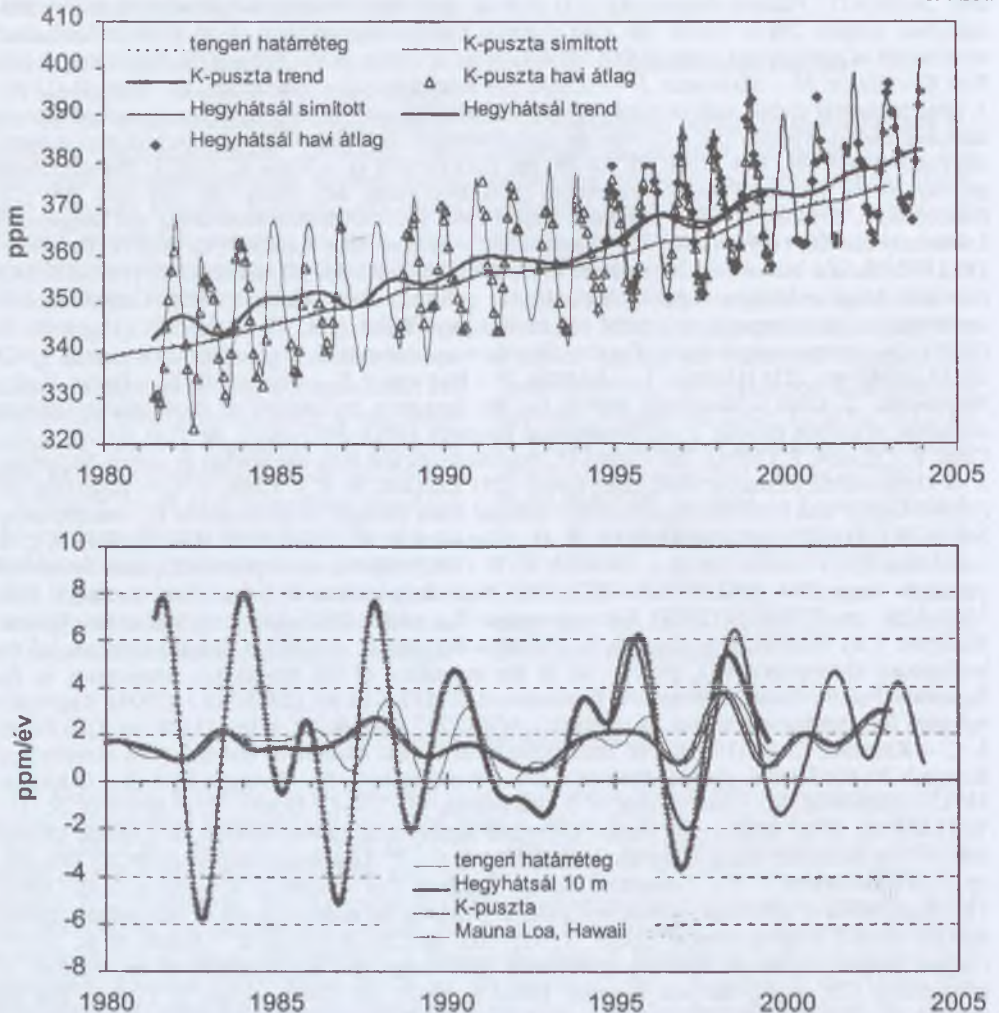 410
400
390
380
370
360
350
340
330
320
ppm
tengeri határréteg
K-puszta simított
K-puszta trend
K-puszta havi átlag
Hegyhátsál simított
Hegyhátsál trend
Hegyhátsál havi átlag
1980 1985 1990 1995 2000 2005
10
8
6
4
2
0
-2
-4
-6
-8
ppm/év
tengeri határréteg
Hegyhátsál 10 m
K-puszta
Mauna Loa, Hawaii
1980 1985 1990 1995 2000 2005